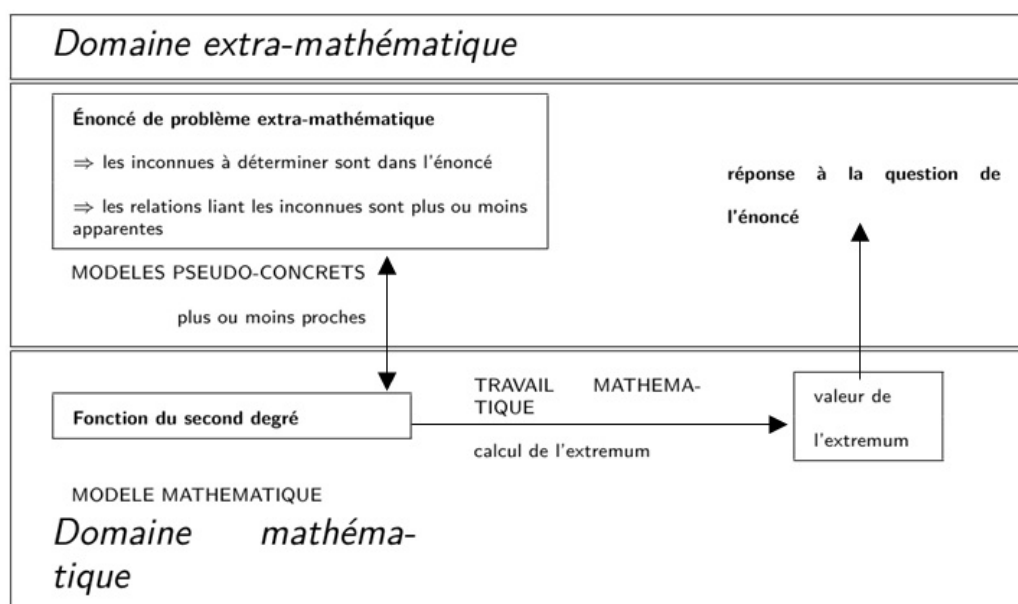 Domaine extra-mathématique
Énoncé de problème extra-mathématique
⇒ les inconnues à déterminer sont dans l'énoncé
⇒ les relations liant les inconnues sont plus ou moins
apparentes
MODELES PSEUDO-CONCRETS
plus ou moins proches
réponse à la question de
l'énoncé
Fonction du second degré
TRAVAIL MATHEMA-
TIQUE
calcul de l'extremum
valeur de
l'extremum
MODELE MATHEMATIQUE
Domaine mathéma-
tique